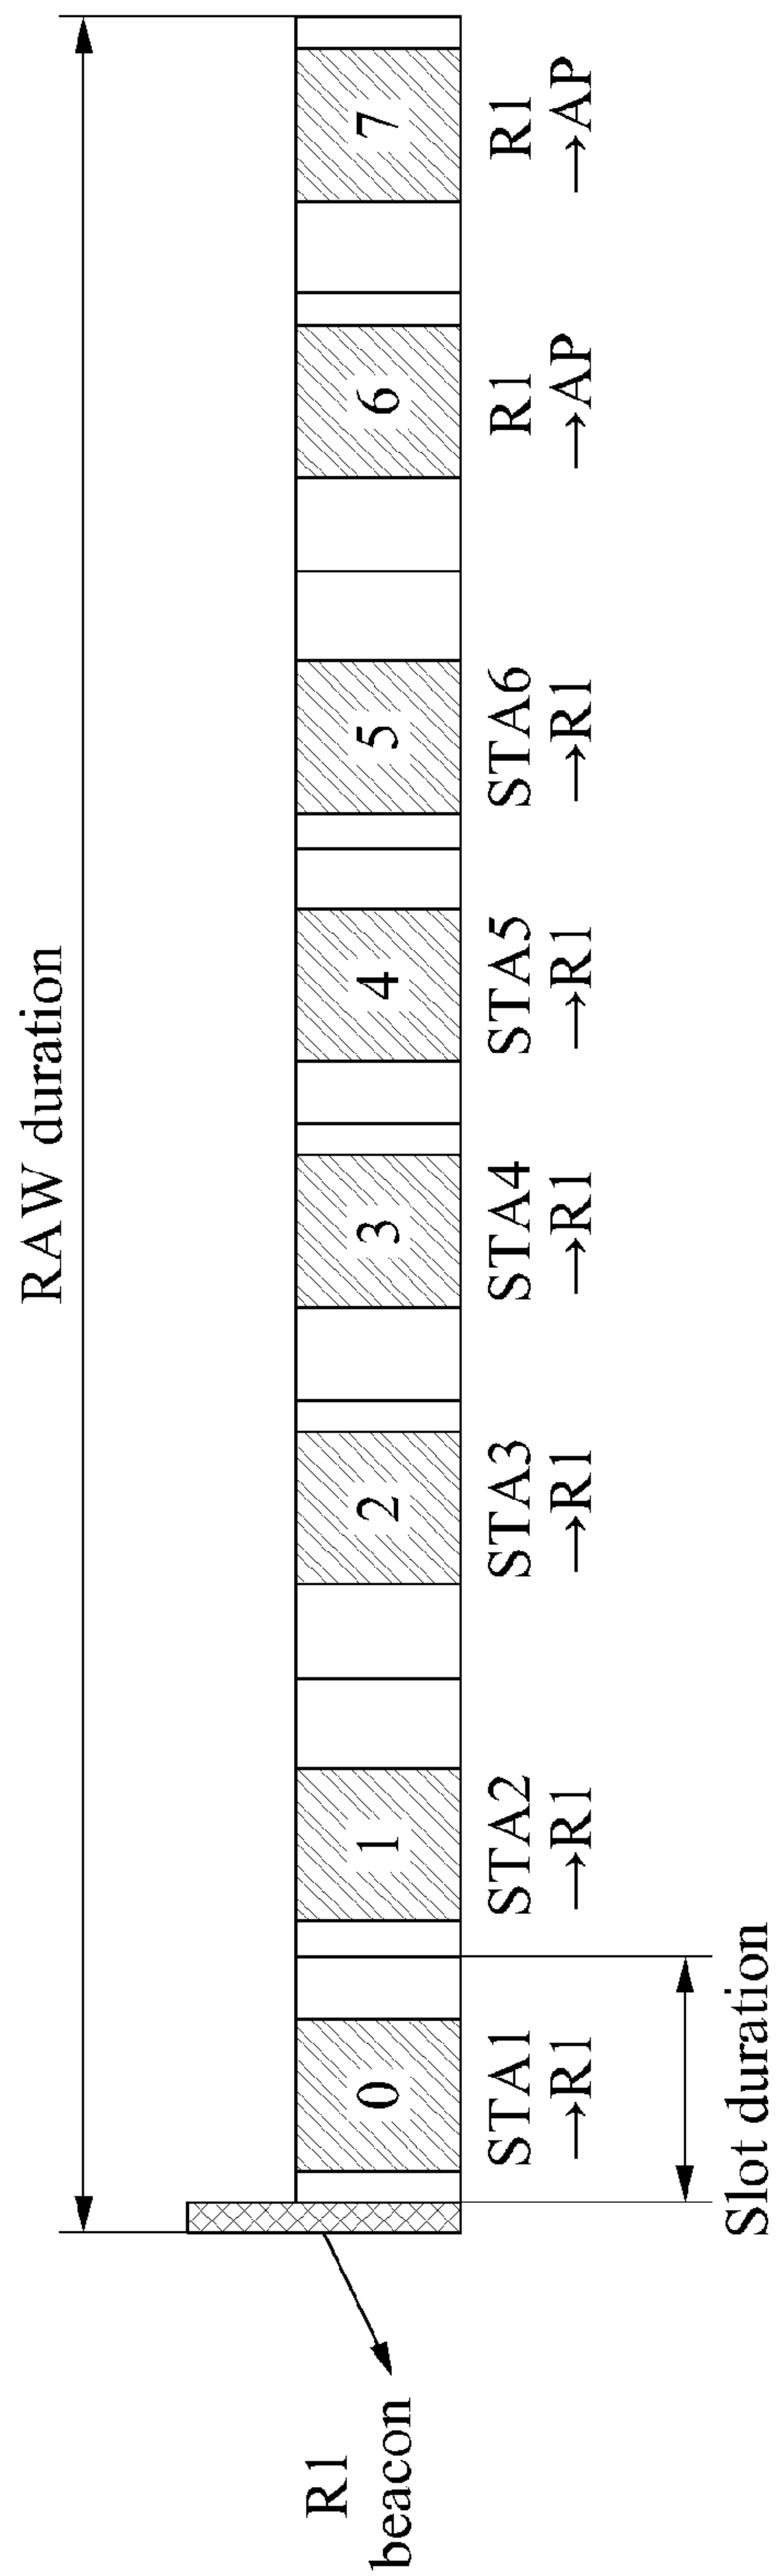 RAW duration
R1
beacon
0
1
2
3
4
5
6
7
STA1
→R1
STA2
→R1
STA3
→R1
STA4
→R1
STA5
→R1
STA6
→R1
R1
→AP
R1
→AP
Slot duration